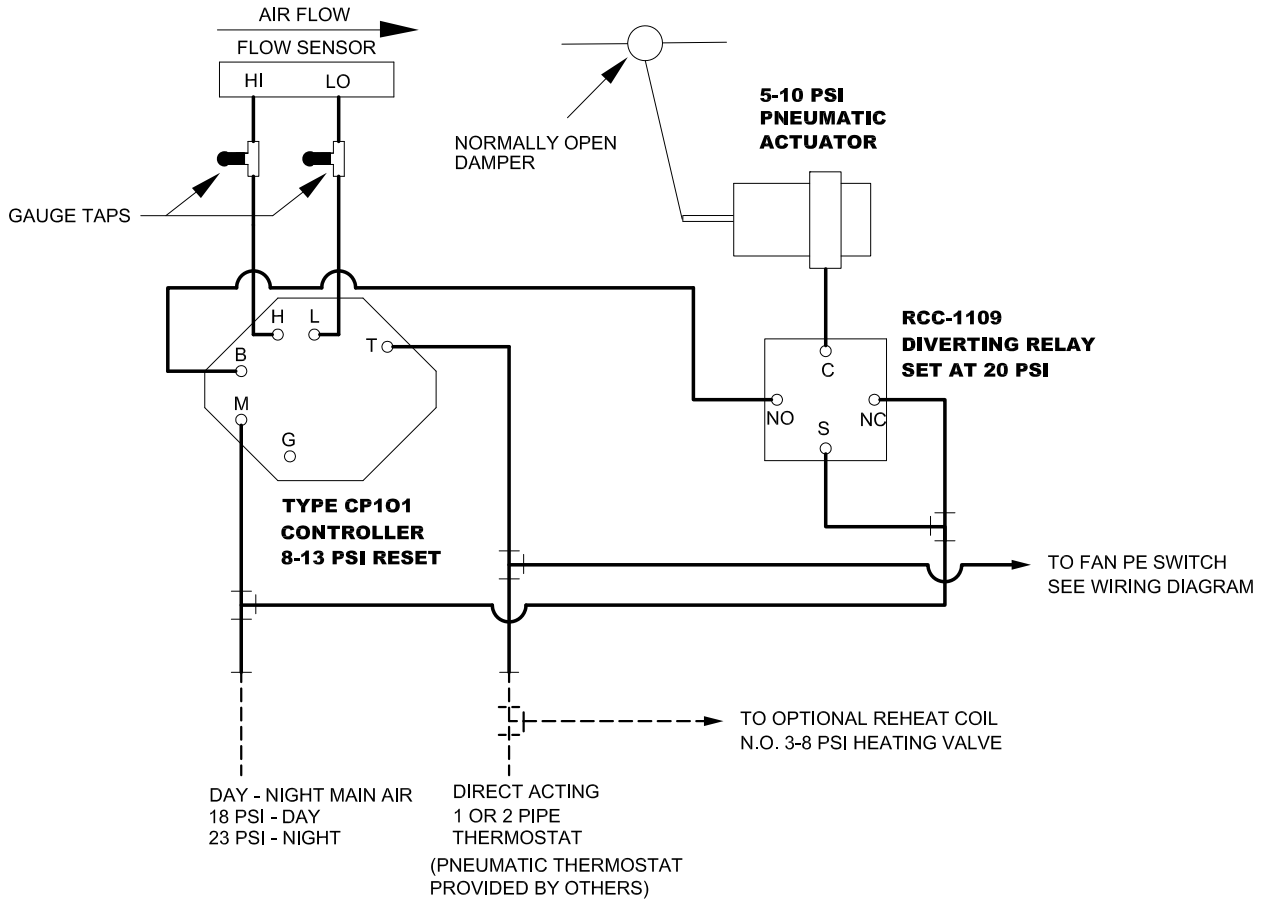 AIR FLOW
FLOW SENSOR
HI
LO
GAUGE TAPS
NORMALLY OPEN
DAMPER
5-10 PSI
PNEUMATIC
ACTUATOR
H
L
T
B
M
G
TYPE CP1O1
CONTROLLER
8-13 PSI RESET
RCC-1109
DIVERTING RELAY
SET AT 20 PSI
C
NO
NC
S
TO FAN PE SWITCH
SEE WIRING DIAGRAM
TO OPTIONAL REHEAT COIL
N.O. 3-8 PSI HEATING VALVE
DAY - NIGHT MAIN AIR
18 PSI - DAY
23 PSI - NIGHT
DIRECT ACTING
1 OR 2 PIPE
THERMOSTAT
(PNEUMATIC THERMOSTAT
PROVIDED BY OTHERS)